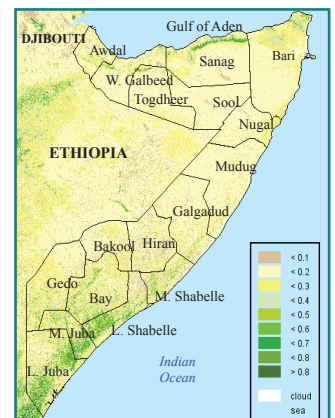 Gulf of Aden
DJIBOUTI
Awdal
Bari
Sanag
W. Galbeed
Togdheer
Sool
Nugal
ETHIOPIA
Mudug
Galgadud
Bakool
Hiran
Gedo
Bay
M. Shabelle
M. Juba
L. Shabelle
L. Juba
Indian
Ocean
< 0.1
< 0.2
< 0.3
< 0.4
< 0.5
< 0.6
< 0.7
< 0.8
> 0.8
cloud
sea